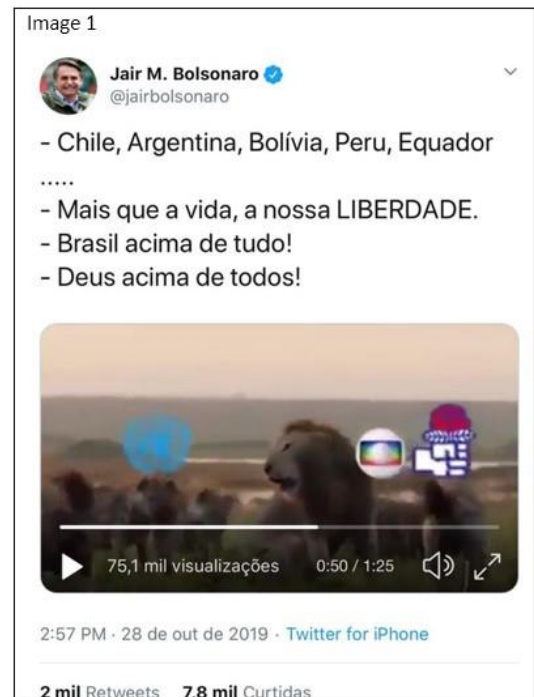 Image 1
Jair M. Bolsonaro
@jairbolsonaro
- Chile, Argentina, Bolívia, Peru, Equador
.....
- Mais que a vida, a nossa LIBERDADE.
- Brasil acima de tudo!
- Deus acima de todos!
75,1 mil visualizações 0:50 / 1:25
2:57 PM · 28 de out de 2019 · Twitter for iPhone
2 mil Retweets 7,8 mil Curtidas